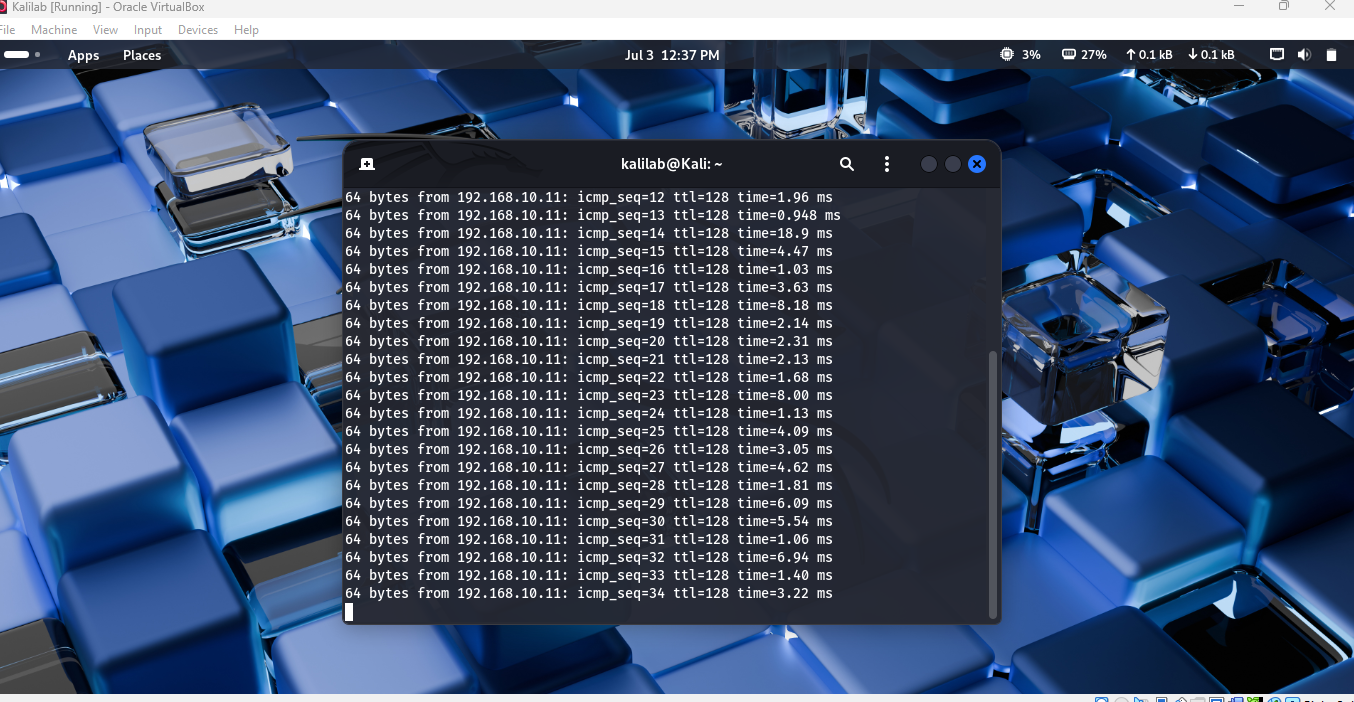 Kalilab [Running] - Oracle VirtualBox
File Machine View Input Devices Help
Apps Places Jul 3 12:37 PM 3% 27% 0.1 kB 0.1 kB
kalilab@Kali: ~
64 bytes from 192.168.10.11: icmp_seq=12 ttl=128 time=1.96 ms
64 bytes from 192.168.10.11: icmp_seq=13 ttl=128 time=0.948 ms
64 bytes from 192.168.10.11: icmp_seq=14 ttl=128 time=18.9 ms
64 bytes from 192.168.10.11: icmp_seq=15 ttl=128 time=4.47 ms
64 bytes from 192.168.10.11: icmp_seq=16 ttl=128 time=1.03 ms
64 bytes from 192.168.10.11: icmp_seq=17 ttl=128 time=3.63 ms
64 bytes from 192.168.10.11: icmp_seq=18 ttl=128 time=8.18 ms
64 bytes from 192.168.10.11: icmp_seq=19 ttl=128 time=2.14 ms
64 bytes from 192.168.10.11: icmp_seq=20 ttl=128 time=2.31 ms
64 bytes from 192.168.10.11: icmp_seq=21 ttl=128 time=2.13 ms
64 bytes from 192.168.10.11: icmp_seq=22 ttl=128 time=1.68 ms
64 bytes from 192.168.10.11: icmp_seq=23 ttl=128 time=8.00 ms
64 bytes from 192.168.10.11: icmp_seq=24 ttl=128 time=1.13 ms
64 bytes from 192.168.10.11: icmp_seq=25 ttl=128 time=4.09 ms
64 bytes from 192.168.10.11: icmp_seq=26 ttl=128 time=3.05 ms
64 bytes from 192.168.10.11: icmp_seq=27 ttl=128 time=4.62 ms
64 bytes from 192.168.10.11: icmp_seq=28 ttl=128 time=1.81 ms
64 bytes from 192.168.10.11: icmp_seq=29 ttl=128 time=6.09 ms
64 bytes from 192.168.10.11: icmp_seq=30 ttl=128 time=5.54 ms
64 bytes from 192.168.10.11: icmp_seq=31 ttl=128 time=1.06 ms
64 bytes from 192.168.10.11: icmp_seq=32 ttl=128 time=6.94 ms
64 bytes from 192.168.10.11: icmp_seq=33 ttl=128 time=1.40 ms
64 bytes from 192.168.10.11: icmp_seq=34 ttl=128 time=3.22 ms